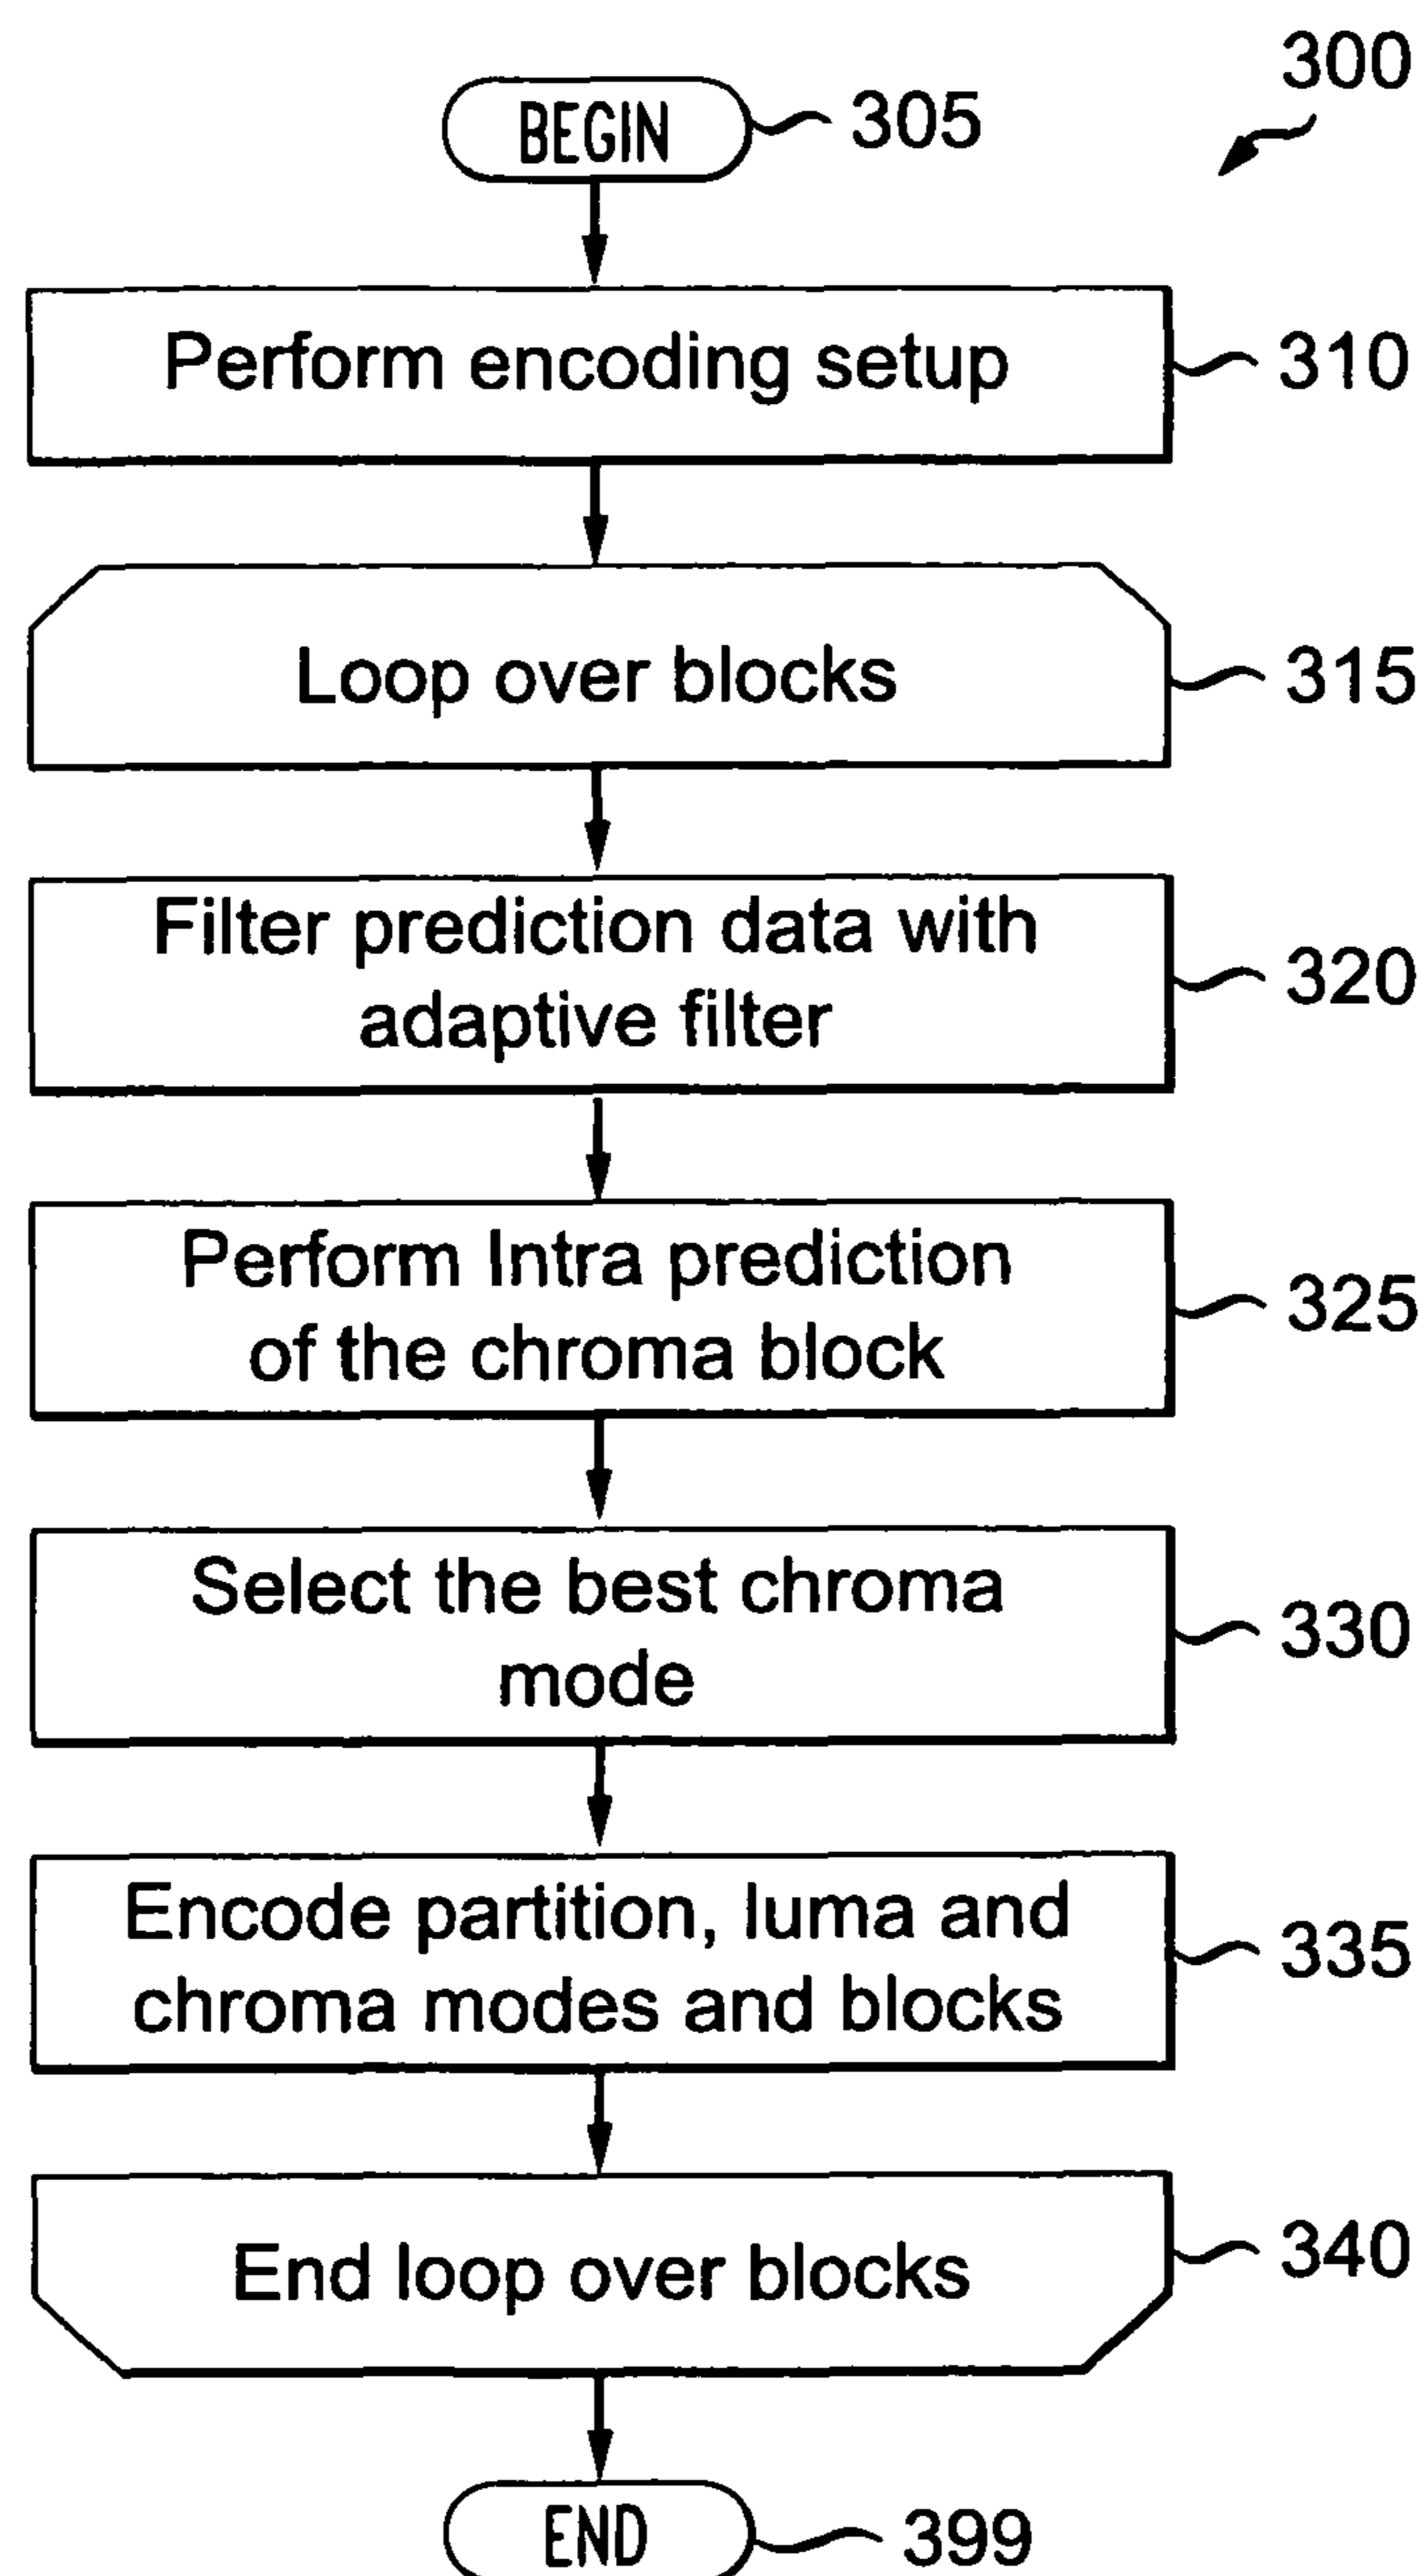 300
BEGIN
305
Perform encoding setup
310
Loop over blocks
315
Filter prediction data with
adaptive filter
320
Perform Intra prediction
of the chroma block
325
Select the best chroma
mode
330
Encode partition, luma and
chroma modes and blocks
335
End loop over blocks
340
END
399